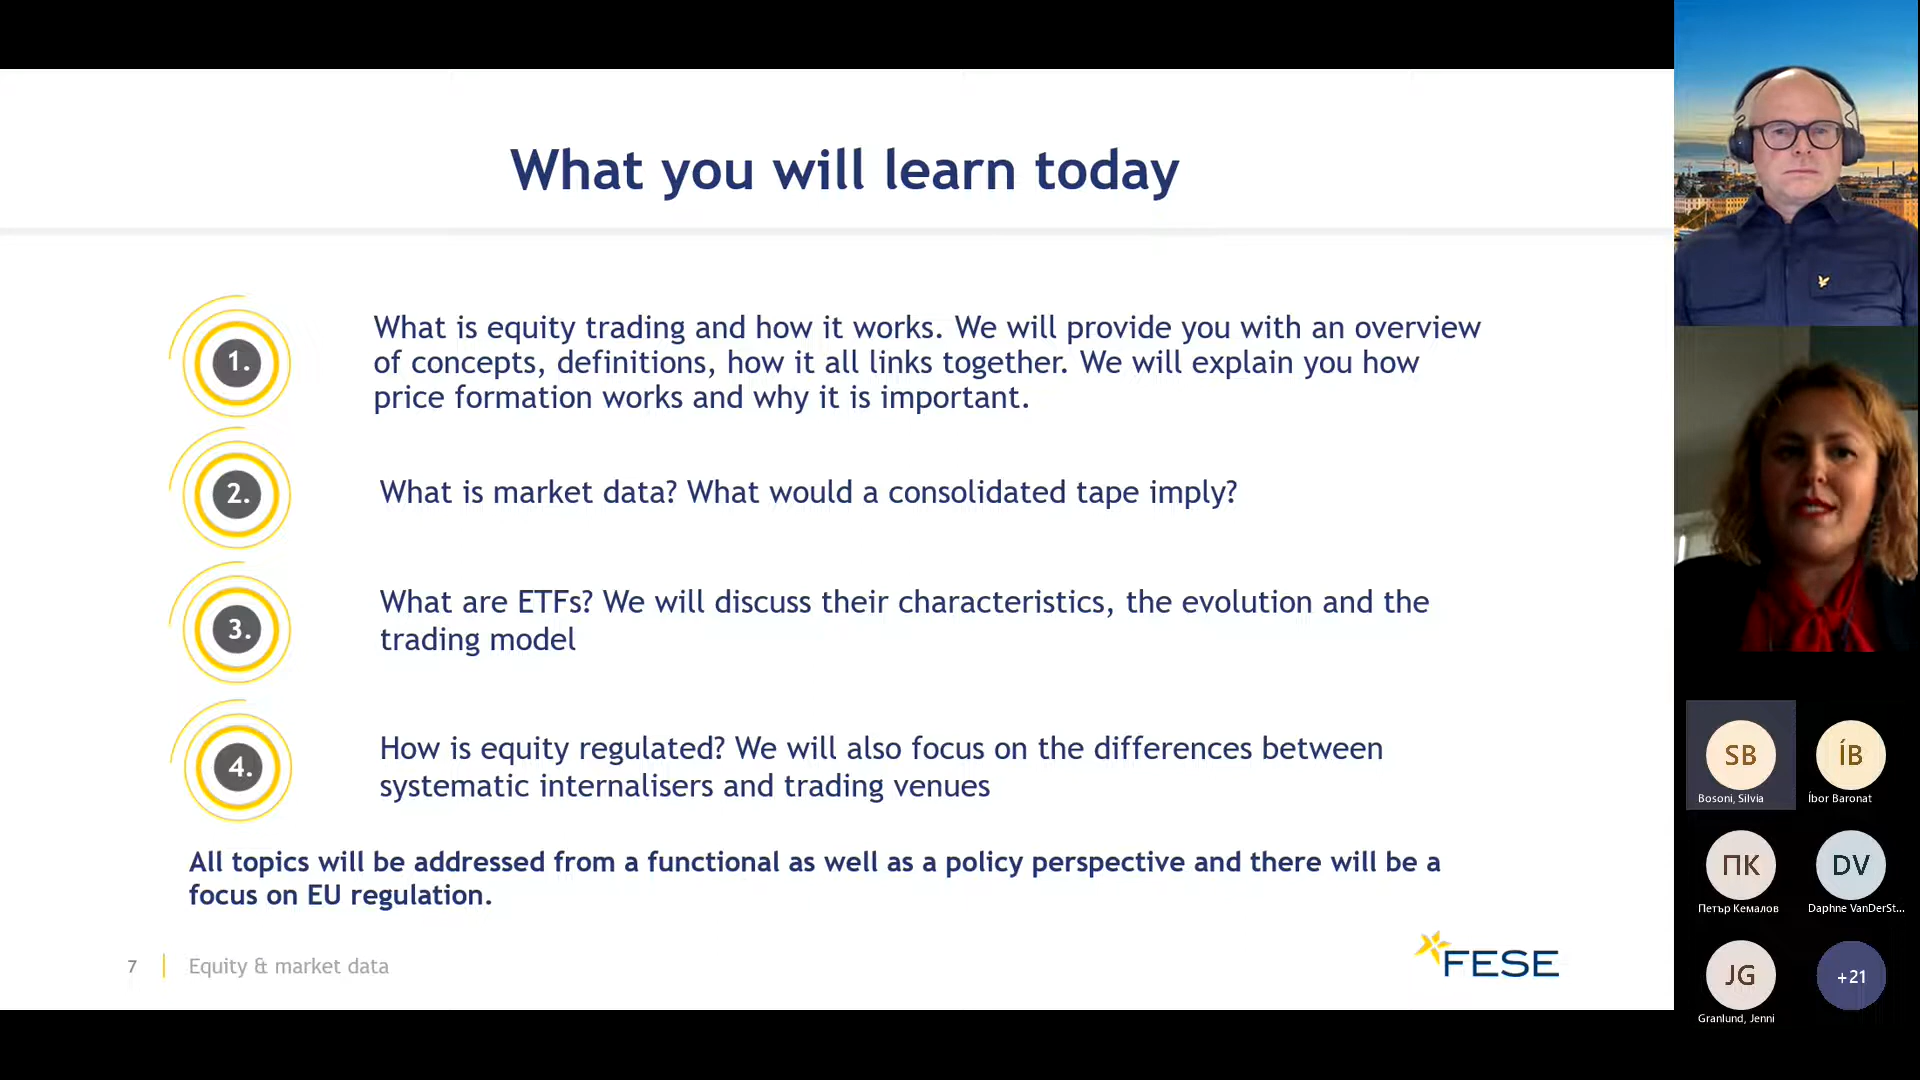 What you will learn today
1.
What is equity trading and how it works. We will provide you with an overview
of concepts, definitions, how it all links together. We will explain you how
price formation works and why it is important.
2.
What is market data? What would a consolidated tape imply?
3.
What are ETFs? We will discuss their characteristics, the evolution and the
trading model
4.
How is equity regulated? We will also focus on the differences between
systematic internalisers and trading venues
All topics will be addressed from a functional as well as a policy perspective and there will be a
focus on EU regulation.
7
Equity & market data
FESE
SB
Bosoni, Silvia
ÍB
Íbor Baronat
ПК
Петър Кемалов
DV
Daphne VanDerSt...
JG
Granlund, Jenni
+21